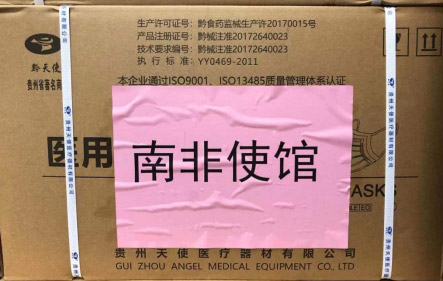 生产许可证号：黔食药监械生产许20170015号
产品注册证号：黔械注准20172640023
技术要求编号：黔械注准20172640023
执 行 标 准：YY0469-2011
本企业通过ISO9001、ISO13485质量管理体系认证
黔天使
贵州省著名商
医用
南非使馆
ASKS
贵州天使医疗器材有限公司
GUI ZHOU ANGEL MEDICAL EQUIPMENT CO., LTD.